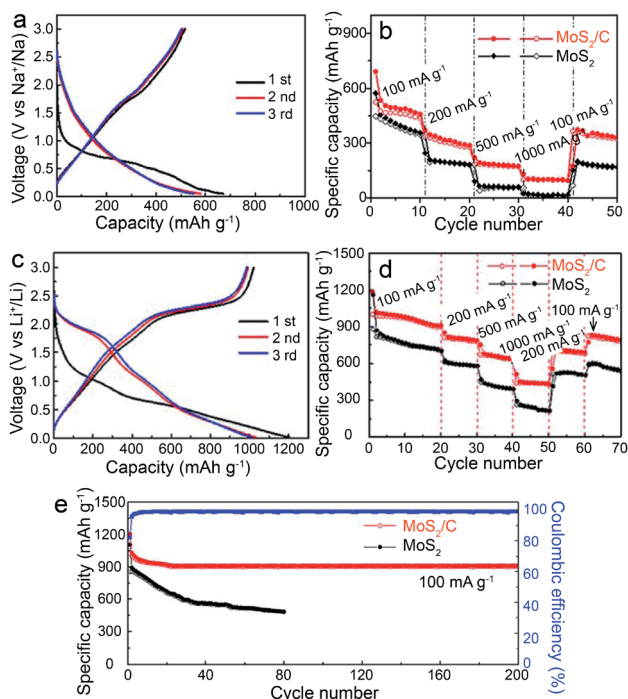 a
Voltage (V vs Na⁺/Na)
3.0
2.5
2.0
1.5
1.0
0.5
0.0
1 st
2 nd
3 rd
0 200 400 600 800 1000
Capacity (mAh g⁻¹)
b
Specific capacity (mAh g⁻¹)
900
600
300
0
MoS₂/C
MoS₂
100 mA g⁻¹
200 mA g⁻¹
500 mA g⁻¹
1000 mA g⁻¹
100 mA g⁻¹
0 10 20 30 40 50
Cycle number
c
Voltage (V vs Li⁺/Li)
3.0
2.5
2.0
1.5
1.0
0.5
0.0
1 st
2 nd
3 rd
0 200 400 600 800 1000 1200
Capacity (mAh g⁻¹)
d
Specific capacity (mAh g⁻¹)
1500
1200
900
600
300
0
MoS₂/C
MoS₂
100 mA g⁻¹
200 mA g⁻¹
500 mA g⁻¹
1000 mA g⁻¹
200 mA g⁻¹
100 mA g⁻¹
0 10 20 30 40 50 60 70
Cycle number
e
Specific capacity (mAh g⁻¹)
1500
1200
900
600
300
0
MoS₂/C
MoS₂
100 mA g⁻¹
100
80
60
40
20
0
Coulombic efficiency (%)
0 40 80 120 160 200
Cycle number